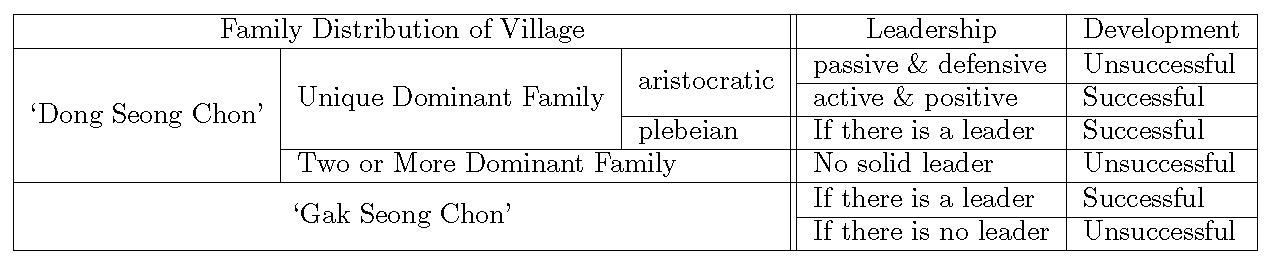 Family Distribution of Village Leadership Development
‘Dong Seong Chon’ Unique Dominant Family aristocratic passive & defensive Unsuccessful
active & positive Successful
plebeian If there is a leader Successful
Two or More Dominant Family No solid leader Unsuccessful
‘Gak Seong Chon’ If there is a leader Successful
If there is no leader Unsuccessful